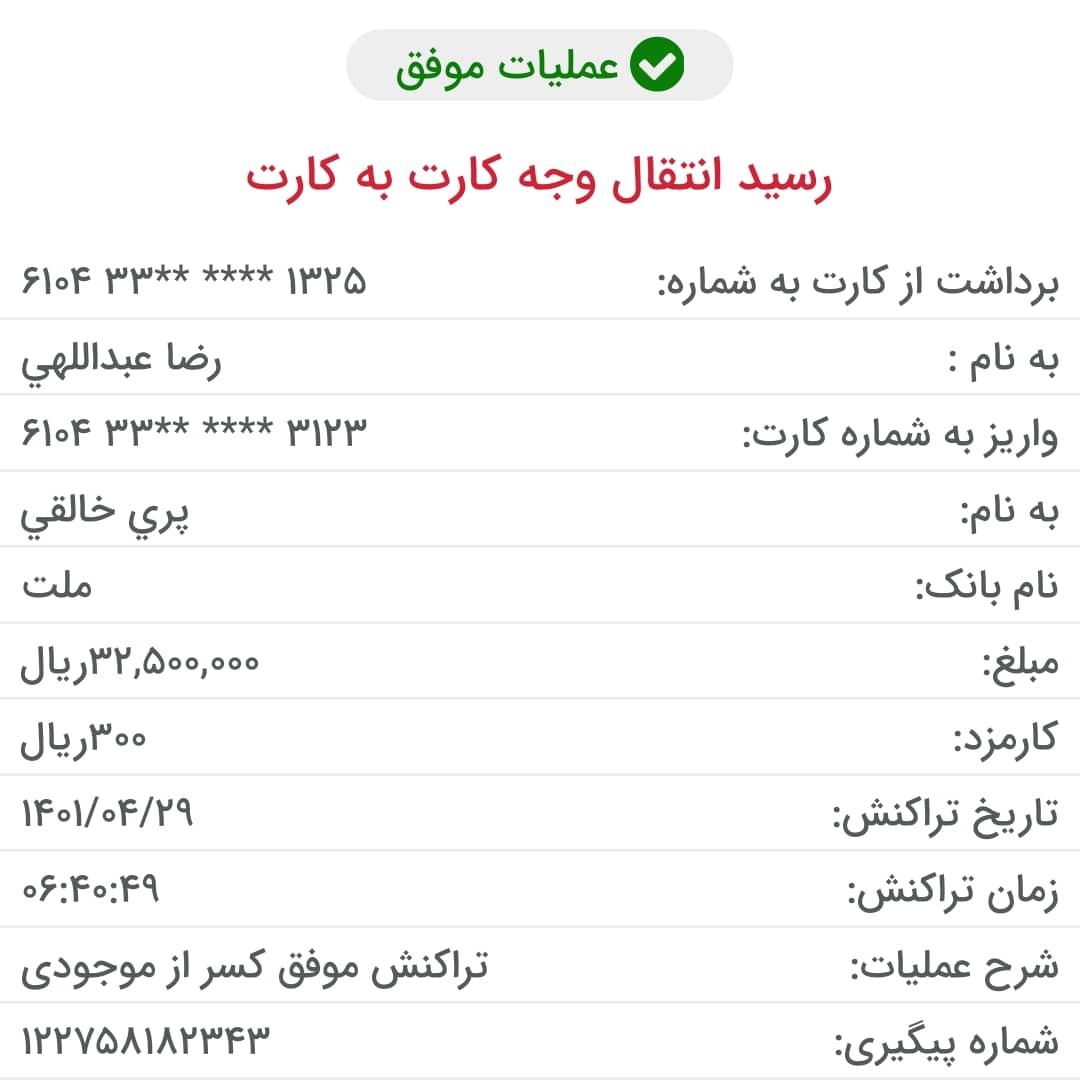 عملیات موفق
رسید انتقال وجه کارت به کارت
برداشت از کارت به شماره: ۶۱۰۴ ۳۳** **** ۱۳۲۵
به نام : رضا عبداللهي
واریز به شماره کارت: ۶۱۰۴ ۳۳** **** ۳۱۲۳
به نام: پري خالقي
نام بانک: ملت
مبلغ: ۳۲,۵۰۰,۰۰۰ریال
کارمزد: ۳۰۰ریال
تاریخ تراکنش: ۱۴۰۱/۰۴/۲۹
زمان تراکنش: ۰۶:۴۰:۴۹
شرح عملیات: تراکنش موفق کسر از موجودی
شماره پیگیری: ۱۲۲۷۵۸۱۸۲۳۴۳